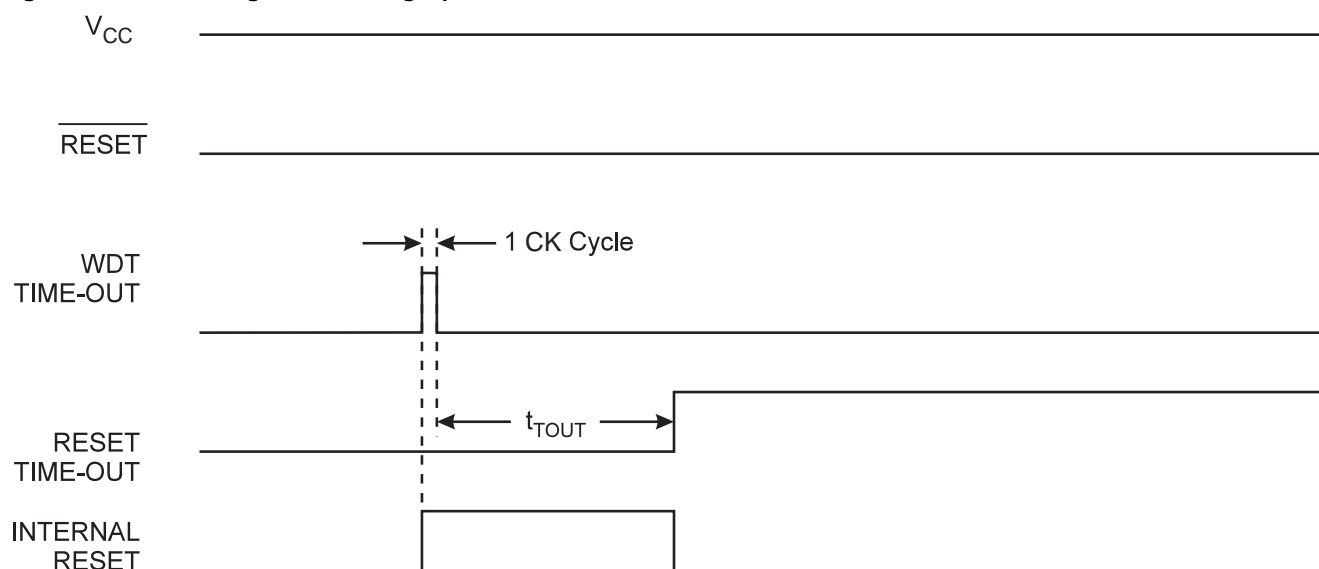 VCC
RESET
1 CK Cycle
WDT
TIME-OUT
tTOUT
RESET
TIME-OUT
INTERNAL
RESET